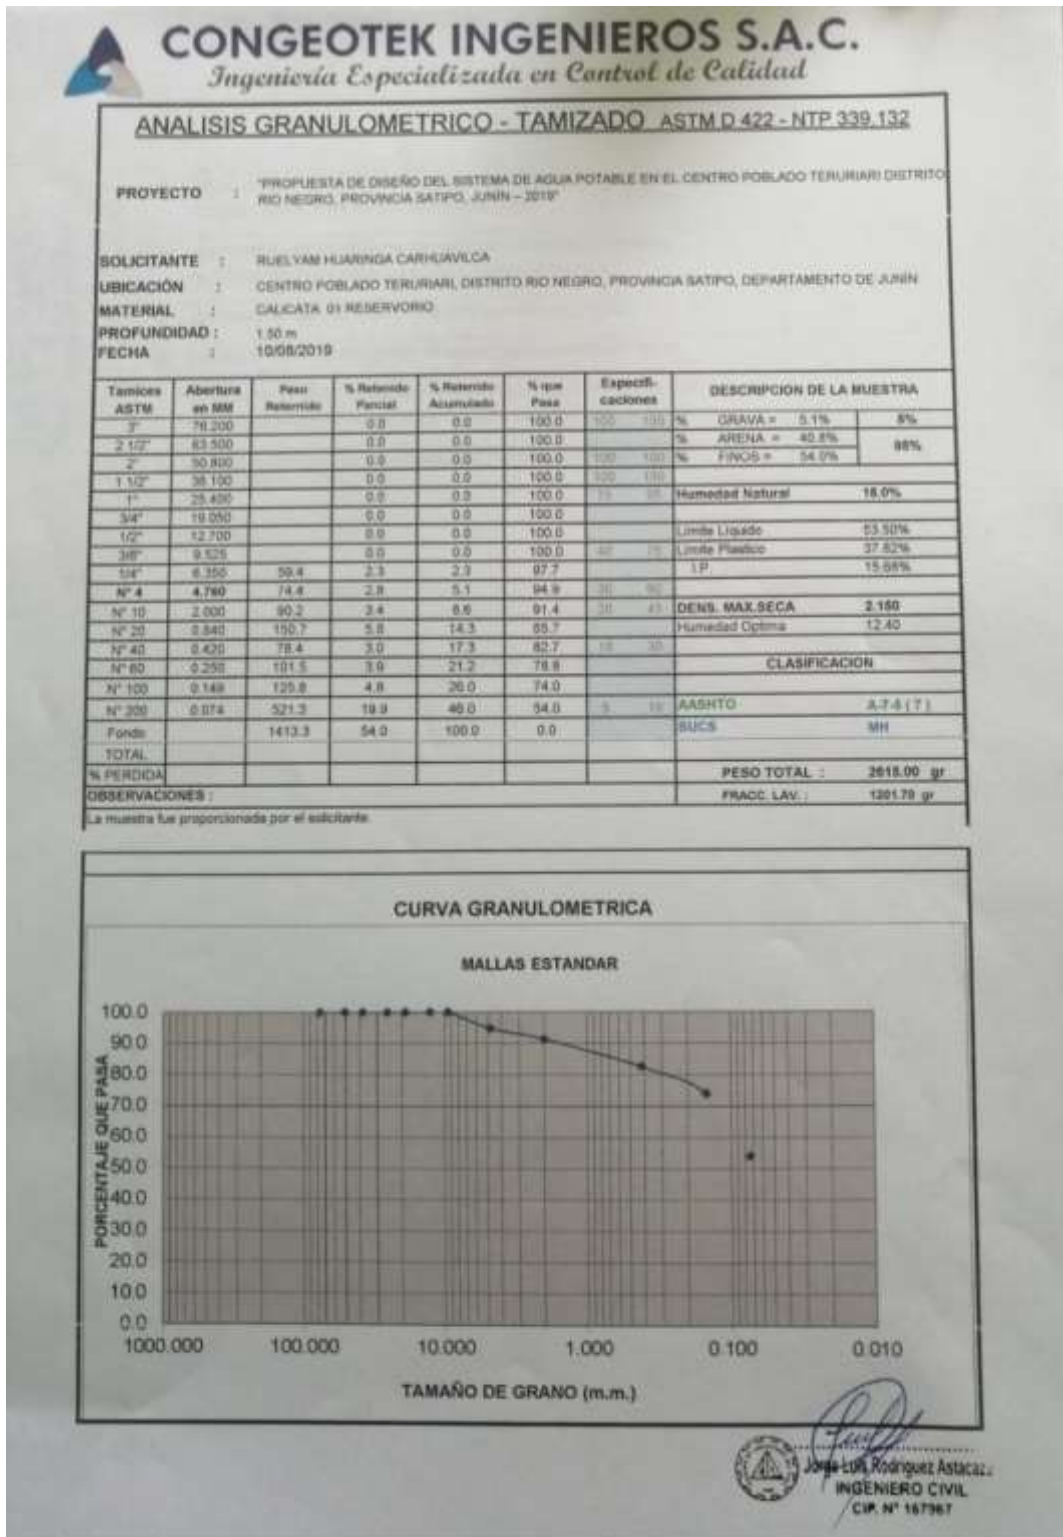 CONGEOTEK INGENIEROS S.A.C.
Ingeniería Especializada en Control de Calidad
ANALISIS GRANULOMETRICO - TAMIZADO ASTM D 422 - NTP 339.132
PROYECTO : "PROPUESTA DE DISEÑO DEL SISTEMA DE AGUA POTABLE EN EL CENTRO POBLADO TERURIARI DISTRITO
RIO NEGRO, PROVINCIA SATIPO, JUNÍN – 2019"
SOLICITANTE : RUELYAM HUARINGA CARHUAVILCA
UBICACIÓN : CENTRO POBLADO TERURIARI, DISTRITO RIO NEGRO, PROVINCIA SATIPO, DEPARTAMENTO DE JUNÍN
MATERIAL : CALICATA 01 RESERVORIO
PROFUNDIDAD : 1.50 m
FECHA : 10/08/2019
Tamices Abertura Peso % Retenido % Retenido % que Especifi- DESCRIPCION DE LA MUESTRA
ASTM en MM Retenido Parcial Acumulado Pasa caciones
3" 76.200 0.0 0.0 100.0 100 100 % GRAVA = 5.1%
2 1/2" 63.500 0.0 0.0 100.0 % ARENA = 40.8%
2" 50.800 0.0 0.0 100.0 100 100 % FINOS = 54.0%
1 1/2" 38.100 0.0 0.0 100.0 100 100
1" 25.400 0.0 0.0 100.0 Humedad Natural 18.0%
3/4" 19.050 0.0 0.0 100.0
1/2" 12.700 0.0 0.0 100.0 Limite Liquido 53.50%
3/8" 9.525 0.0 0.0 100.0 Limite Plastico 37.82%
1/4" 6.350 59.4 2.3 2.3 97.7 I.P. 15.68%
N° 4 4.760 74.4 2.8 5.1 94.9
N° 10 2.000 90.2 3.4 8.6 91.4 DENS. MAX.SECA 2.150
N° 20 0.840 150.7 5.8 14.3 85.7 Humedad Optima 12.40
N° 40 0.420 78.4 3.0 17.3 82.7 15 30
N° 60 0.250 101.5 3.9 21.2 78.8 CLASIFICACION
N° 100 0.149 125.8 4.8 26.0 74.0
N° 200 0.074 521.3 19.9 46.0 54.0 AASHTO A-7-5 ( 7 )
Fondo 1413.3 54.0 100.0 0.0 SUCS MH
TOTAL
% PERDIDA PESO TOTAL : 2618.00 gr
OBSERVACIONES : FRACC. LAV. : 1201.70 gr
La muestra fue proporcionada por el solicitante.
CURVA GRANULOMETRICA
MALLAS ESTANDAR
PORCENTAJE QUE PASA
100.0
90.0
80.0
70.0
60.0
50.0
40.0
30.0
20.0
10.0
0.0
1000.000 100.000 10.000 1.000 0.100 0.010
TAMAÑO DE GRANO (m.m.)
Jorge Luis Rodriguez
INGENIERO CIVIL
CIP. N° 167967